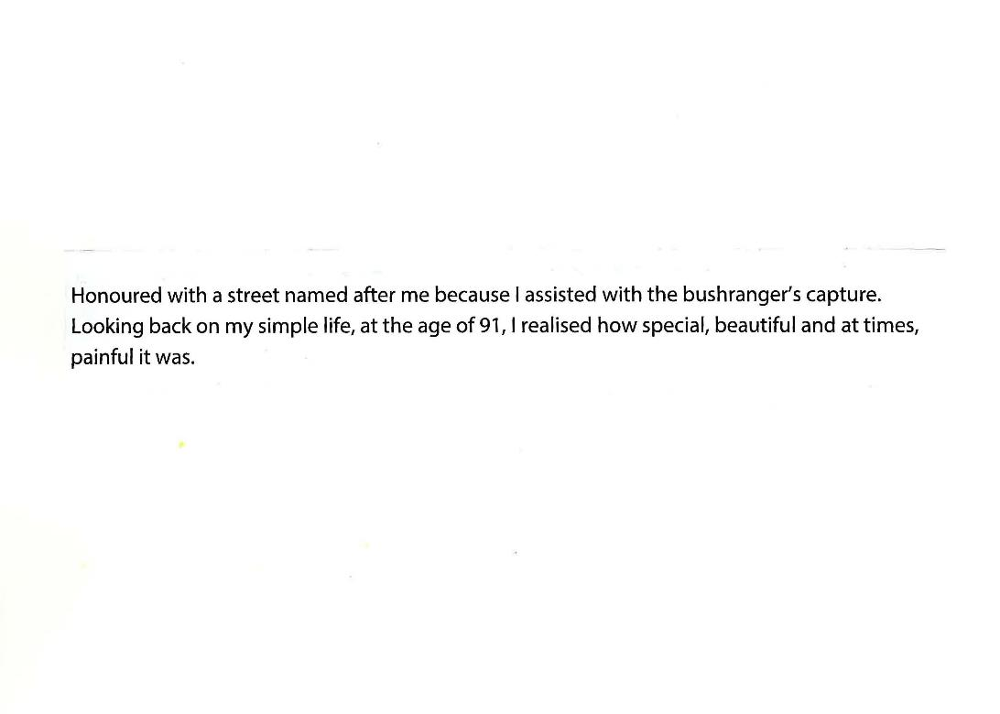 Honoured with a street named after me because I assisted with the bushranger's capture.
Looking back on my simple life, at the age of 91, I realised how special, beautiful and at times,
painful it was.